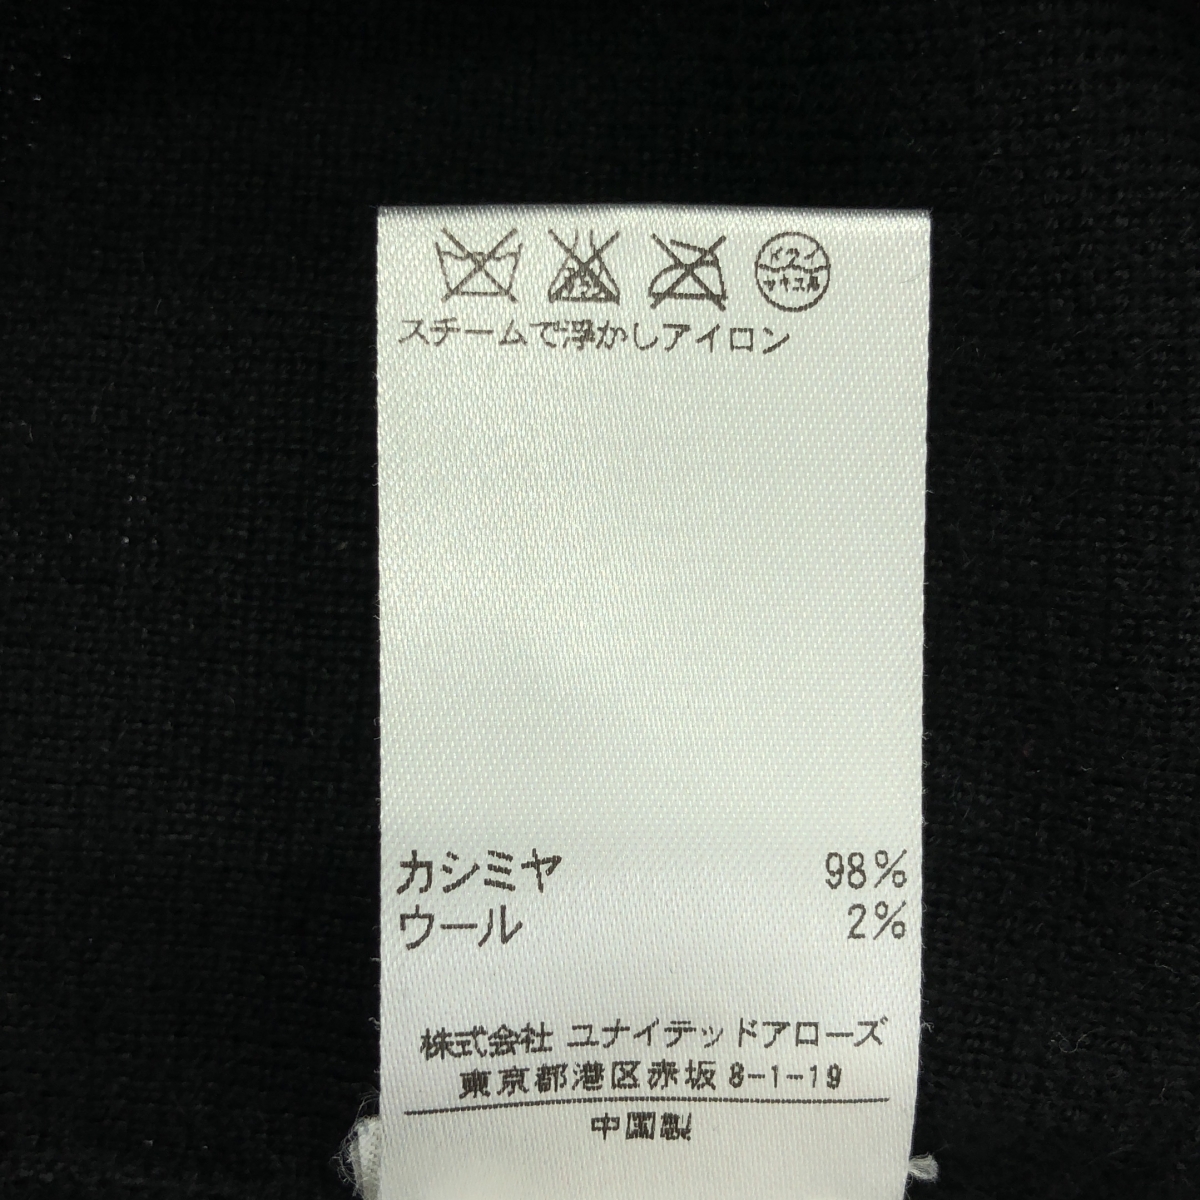 ドライ
セキユ系
スチームで浮かしアイロン
カシミヤ 98%
ウール 2%
株式会社 ユナイテッドアローズ
東京都港区赤坂 8-1-19
中国製